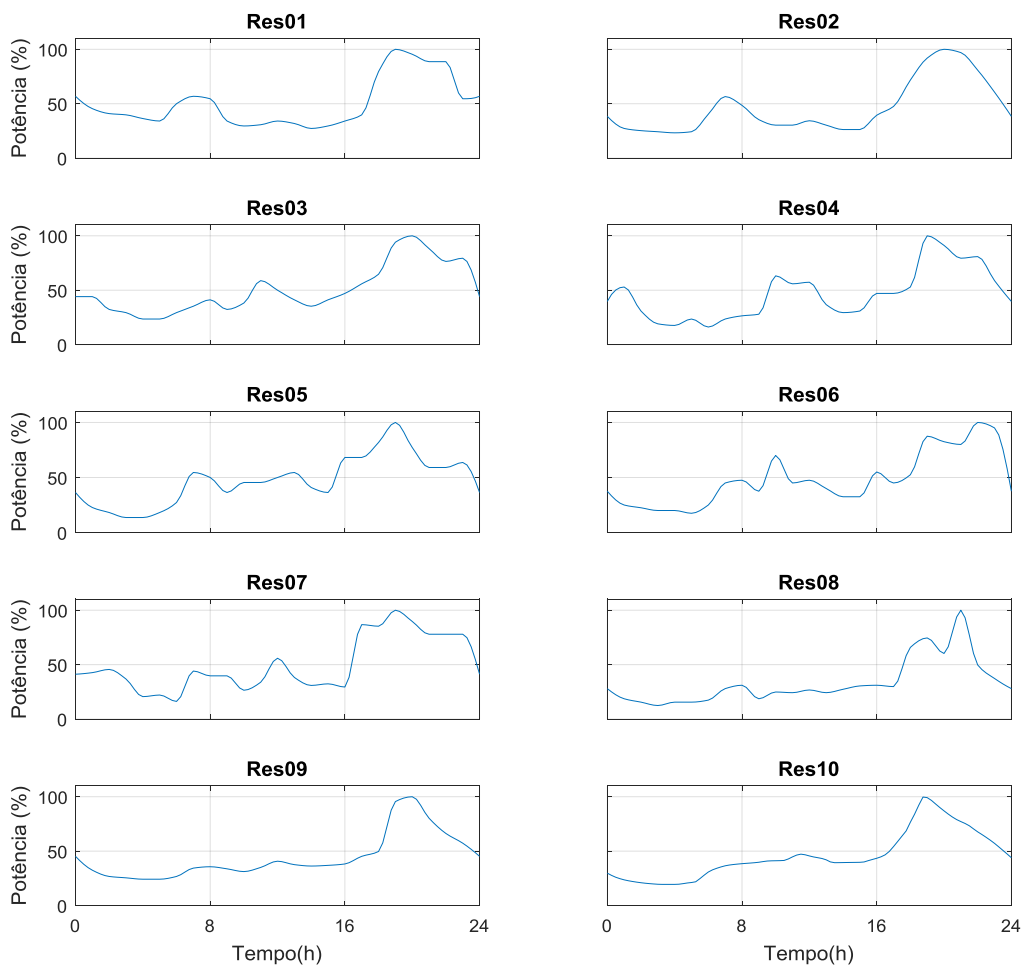 Res01
Res02
Potência (%)
100
50
0
Res03
Res04
Potência (%)
100
50
0
Res05
Res06
Potência (%)
100
50
0
Res07
Res08
Potência (%)
100
50
0
Res09
Res10
Potência (%)
100
50
0
0 8 16 24
0 8 16 24
Tempo(h)
Tempo(h)